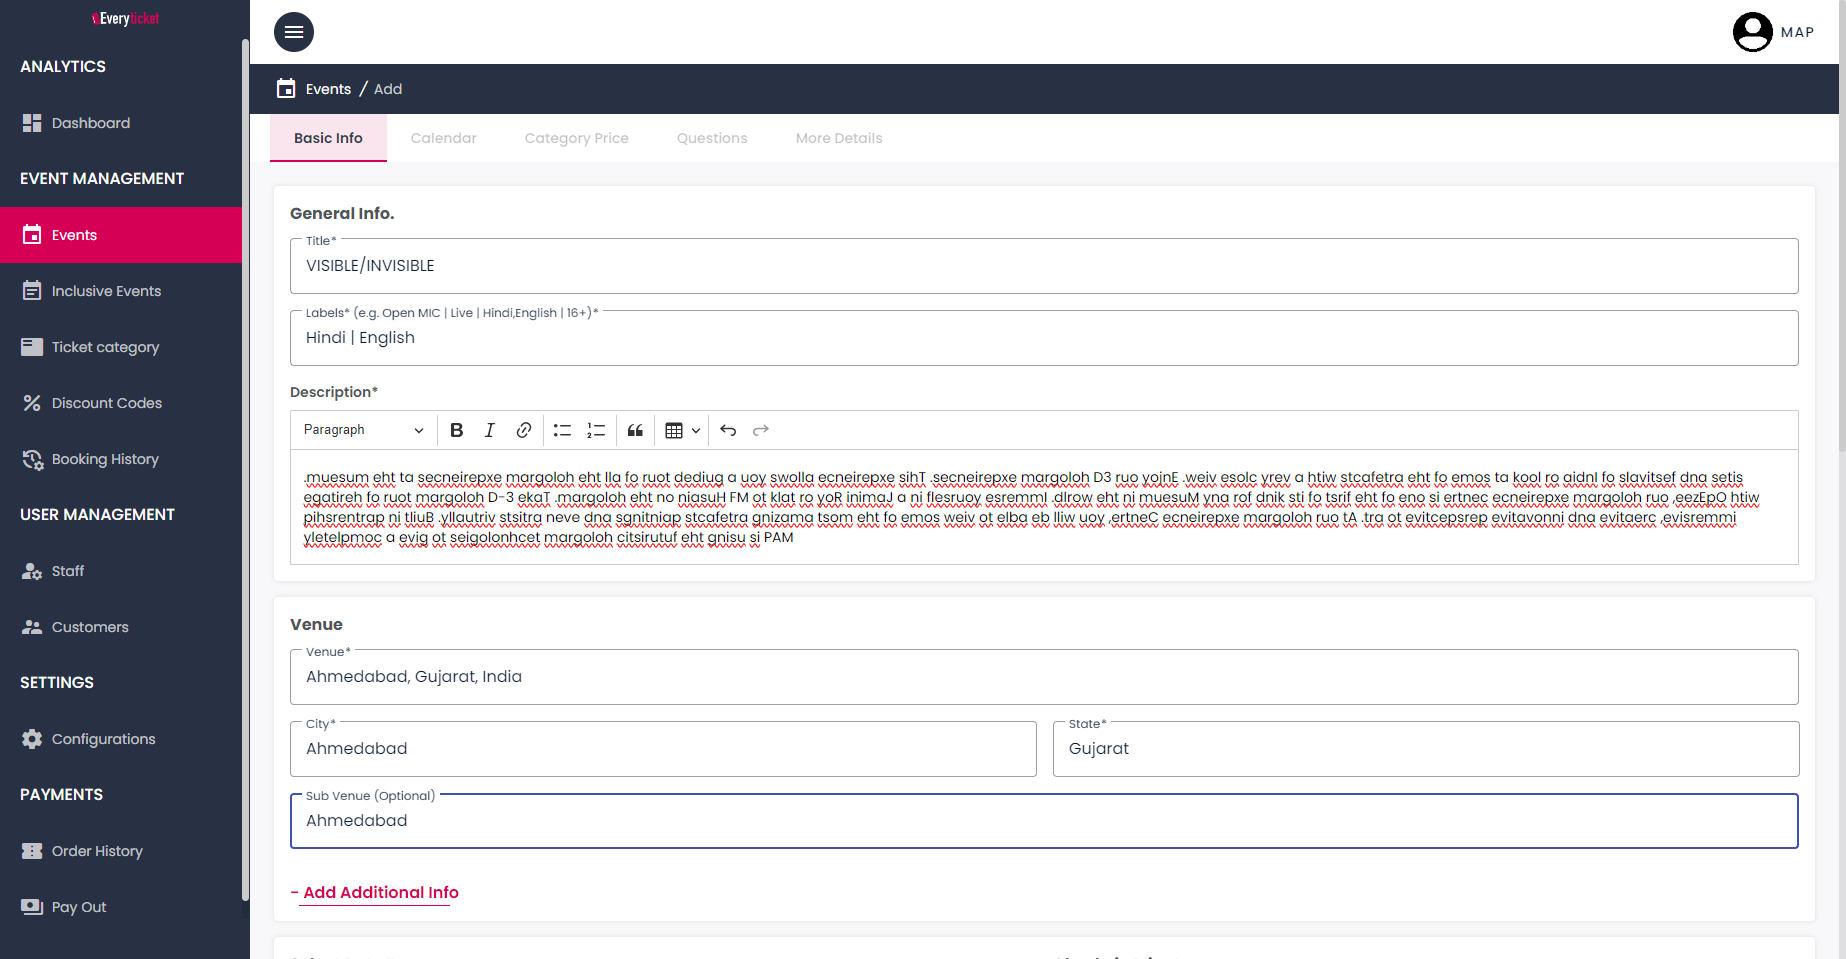 Everyticket
ANALYTICS
Dashboard
EVENT MANAGEMENT
Events
Inclusive Events
Ticket category
Discount Codes
Booking History
USER MANAGEMENT
Staff
Customers
SETTINGS
Configurations
PAYMENTS
Order History
Pay Out
MAP
Events / Add
Basic Info Calendar Category Price Questions More Details
General Info.
Title*
VISIBLE/INVISIBLE
Labels* (e.g. Open MIC | Live | Hindi,English | 16+)*
Hindi | English
Description*
Paragraph
.muesum eht ta secneirepxe margoloh eht lla fo ruot dediug a uoy swolla ecneirepxe sihT .secneirepxe margoloh D3 ruo yojnE .weiv esolc yrev a htiw stcafetra eht fo emos ta kool ro aidnI fo slavitsef dna setis
egatireh fo ruot margoloh D-3 ekaT .margoloh eht no niasuH FM ot klat ro yoR inimaJ a ni flesruoy esremmI .dlrow eht ni muesuM yna rof dnik sti fo tsrif eht fo eno si ertnec ecneirepxe margoloh ruo ,eezEpO htiw
pihsrentrap ni tliuB .yllautriv stsitra neve dna sgnitniap stcafetra gnizama tsom eht fo emos weiv ot elba eb lliw uoy ,ertneC ecneirepxe margoloh ruo tA .tra ot evitcepsrep evitavonni dna evitaerc ,evisremmi
yletelpmoc a evig ot seigolonhcet margoloh citsirutuf eht gnisu si PAM
Venue
Venue*
Ahmedabad, Gujarat, India
City*
Ahmedabad
State*
Gujarat
Sub Venue (Optional)
Ahmedabad
- Add Additional Info